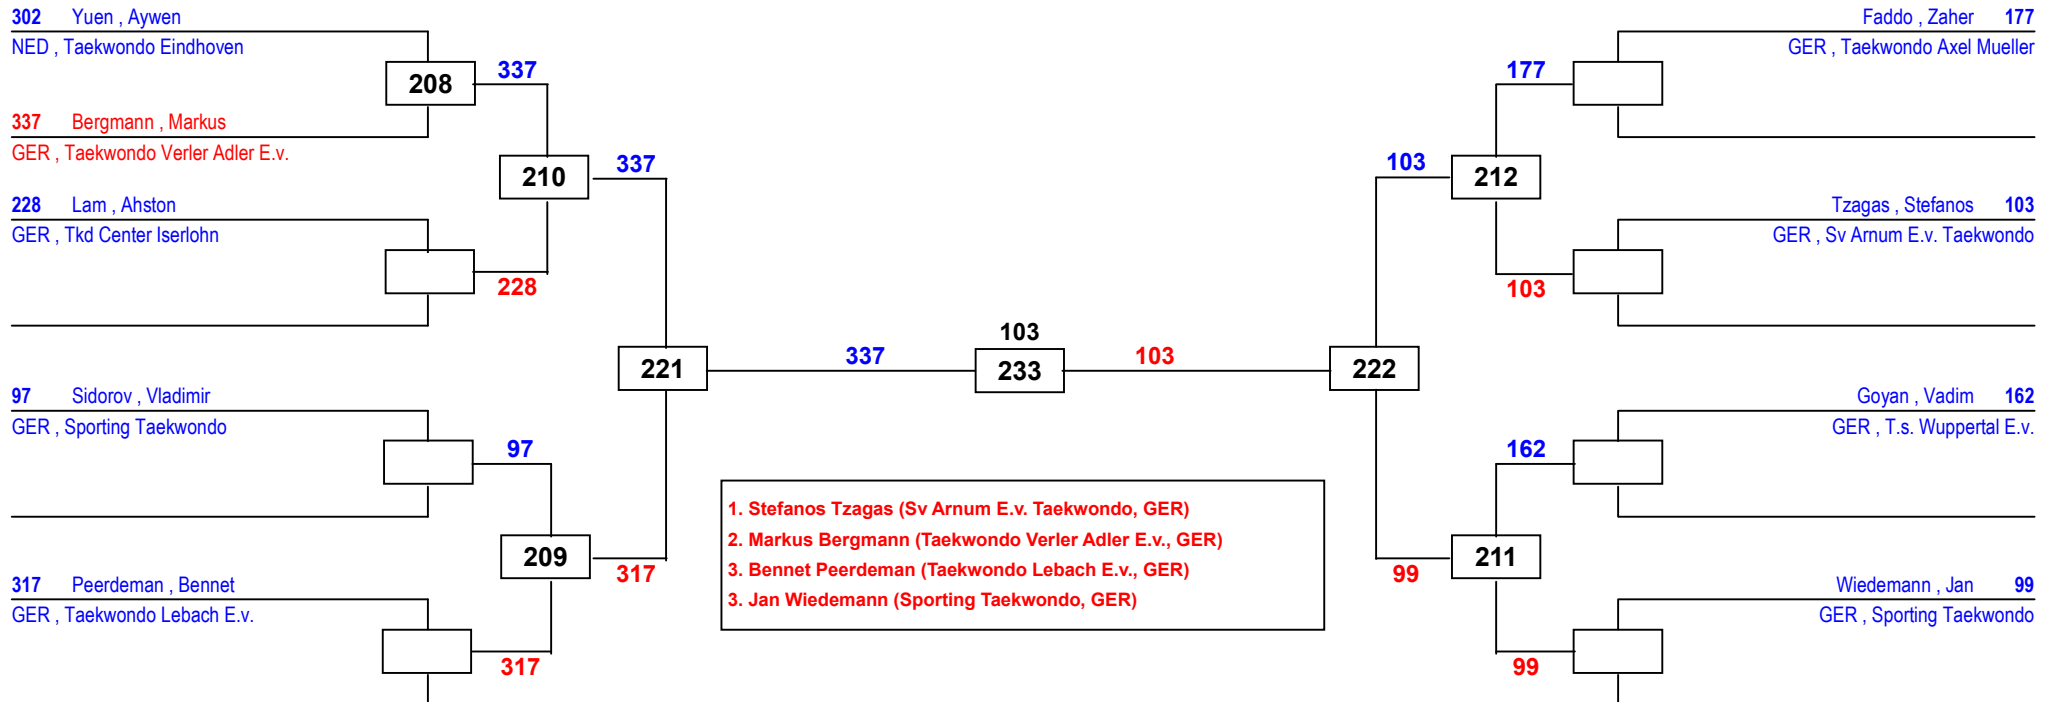 302 Yuen , Aywen
NED , Taekwondo Eindhoven
208
337
337 Bergmann , Markus
GER , Taekwondo Verler Adler E.v.
210
337
228 Lam , Ahston
GER , Tkd Center Iserlohn
228
221
337
97 Sidorov , Vladimir
GER , Sporting Taekwondo
97
209
317
317 Peerdeman , Bennet
GER , Taekwondo Lebach E.v.
317
103
233
103
1. Stefanos Tzagas (Sv Arnum E.v. Taekwondo, GER)
2. Markus Bergmann (Taekwondo Verler Adler E.v., GER)
3. Bennet Peerdeman (Taekwondo Lebach E.v., GER)
3. Jan Wiedemann (Sporting Taekwondo, GER)
Faddo , Zaher 177
GER , Taekwondo Axel Mueller
177
103
212
Tzagas , Stefanos 103
GER , Sv Arnum E.v. Taekwondo
103
222
Goyan , Vadim 162
GER , T.s. Wuppertal E.v.
162
211
99
Wiedemann , Jan 99
GER , Sporting Taekwondo
99